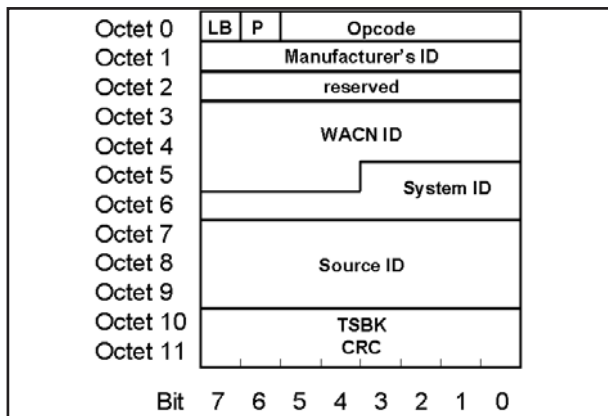 Octet 0 LB P Opcode
Octet 1 Manufacturer's ID
Octet 2 reserved
Octet 3
Octet 4 WACN ID
Octet 5
Octet 6 System ID
Octet 7
Octet 8 Source ID
Octet 9
Octet 10 TSBK
Octet 11 CRC
Bit 7 6 5 4 3 2 1 0